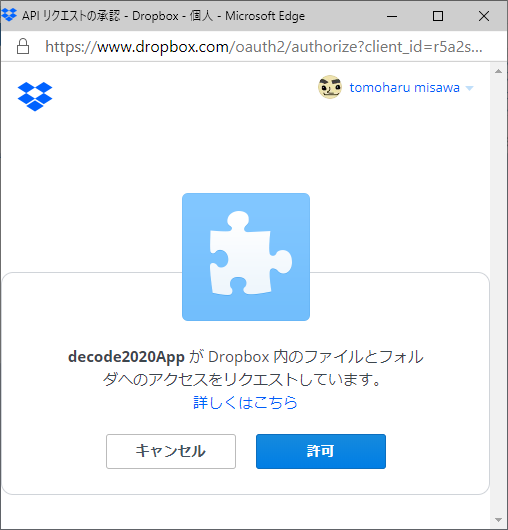 API リクエストの承認 - Dropbox - 個人 - Microsoft Edge
https://www.dropbox.com/oauth2/authorize?client_id=r5a2s...
tomoharu misawa
decode2020App が Dropbox 内のファイルとフォル
ダへのアクセスをリクエストしています。
詳しくはこちら
キャンセル
許可